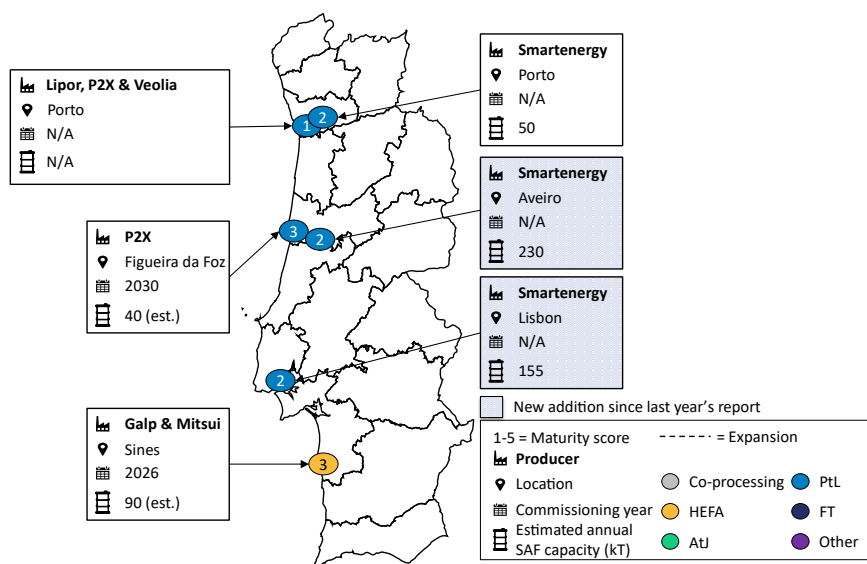 Lipor, P2X & Veolia
Porto
N/A
N/A
1
2
Smartenergy
Porto
N/A
50
Smartenergy
Aveiro
N/A
230
P2X
Figueira da Foz
2030
40 (est.)
3
2
Smartenergy
Lisbon
N/A
155
2
Galp & Mitsui
Sines
2026
90 (est.)
3
New addition since last year's report
1-5 = Maturity score
= Expansion
Producer
Location
Commissioning year
Estimated annual
SAF capacity (kT)
Co-processing
PtL
HEFA
FT
AtJ
Other